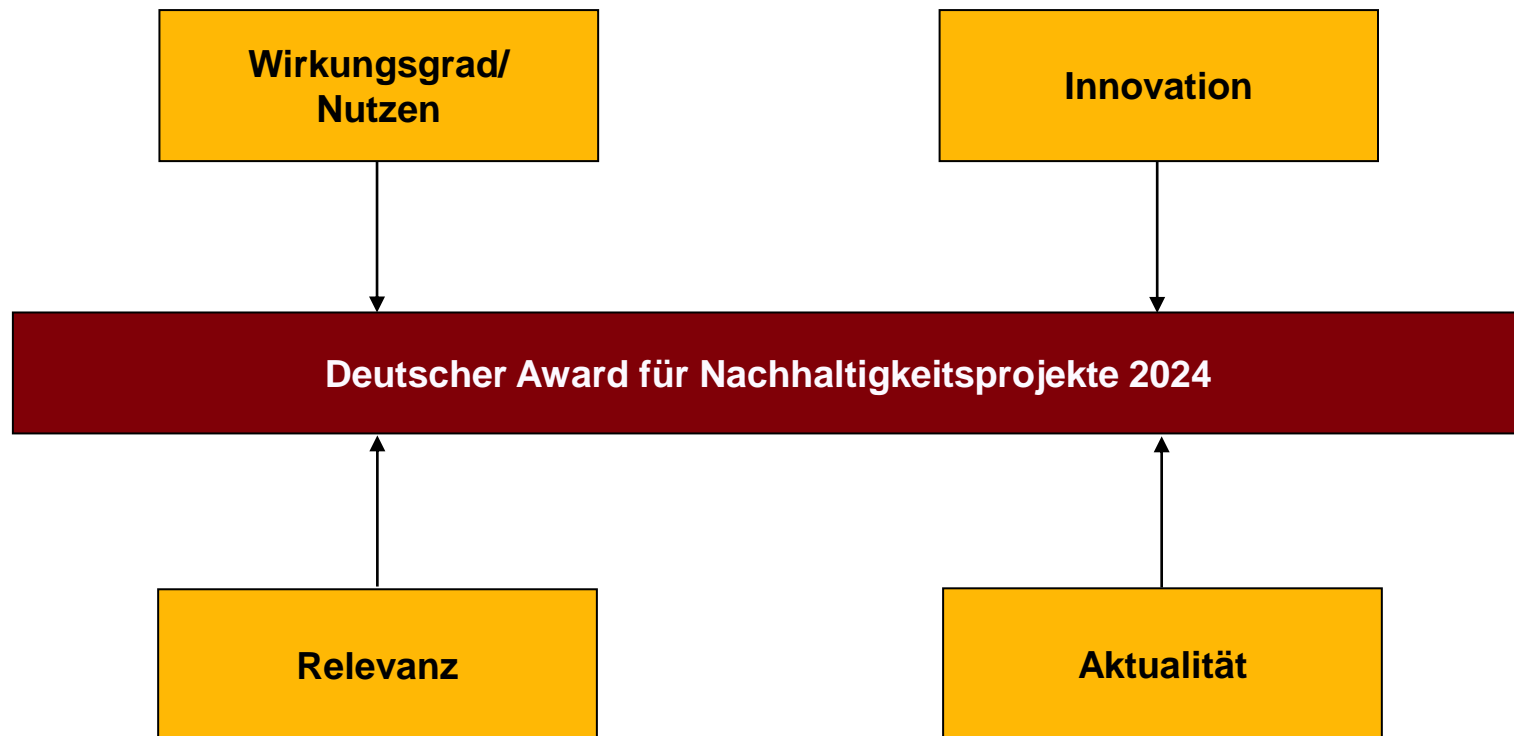 Wirkungsgrad/
Nutzen
Innovation
Deutscher Award für Nachhaltigkeitsprojekte 2024
Relevanz
Aktualität